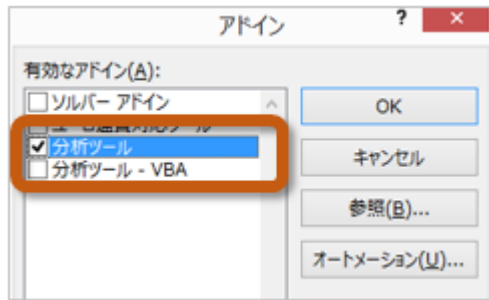 アドイン
?
×
有効なアドイン(A):
ソルバー アドイン
分析ツール
分析ツール - VBA
OK
キャンセル
参照(B)...
オートメーション(U)...